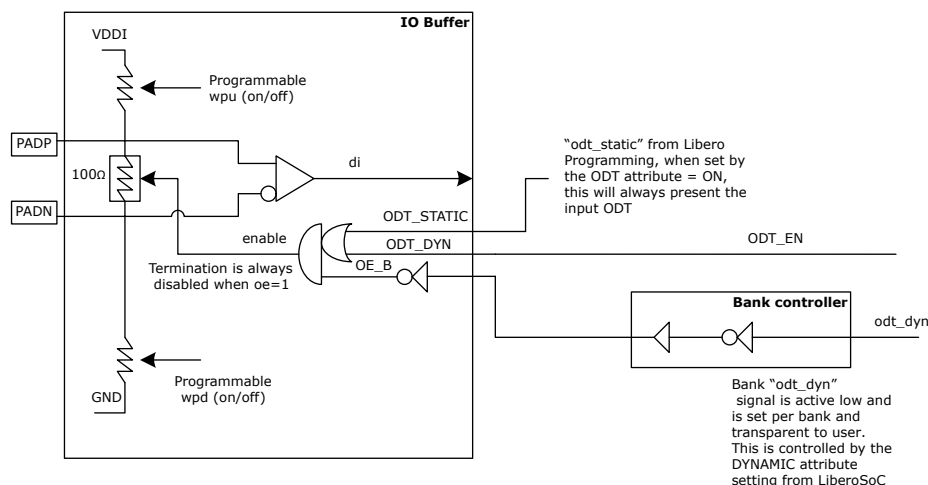 IO Buffer
VDDI
Programmable
wpu (on/off)
PADP
100Ω
PADN
di
"odt_static" from Libero
Programming, when set by
the ODT attribute = ON,
this will always present the
input ODT
ODT_STATIC
enable
ODT_DYN
ODT_EN
OE_B
Termination is always
disabled when oe=1
Bank controller
odt_dyn
GND
Programmable
wpd (on/off)
Bank "odt_dyn"
signal is active low and
is set per bank and
transparent to user.
This is controlled by the
DYNAMIC attribute
setting from LiberoSoC